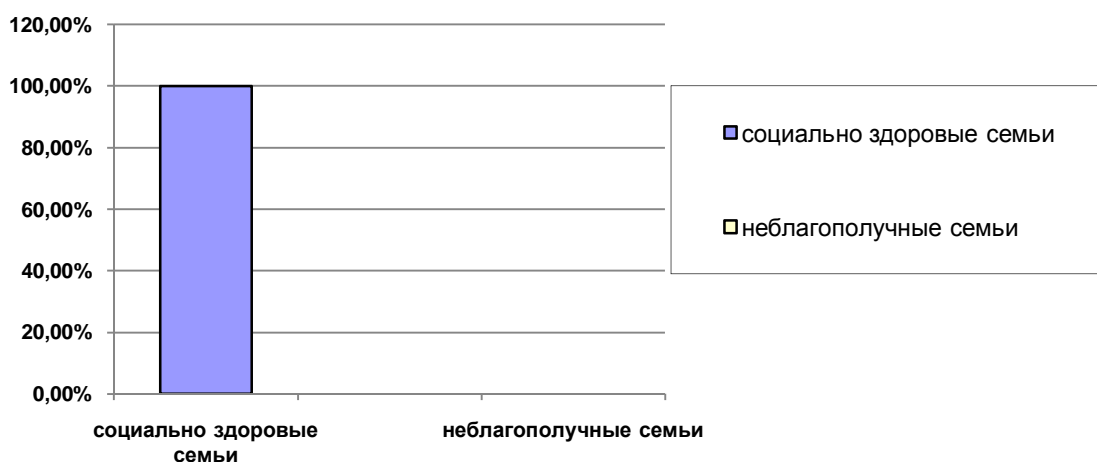 120,00%
100,00%
80,00%
60,00%
40,00%
20,00%
0,00%
социально здоровые
семьи
неблагополучные семьи
социально здоровые семьи
неблагополучные семьи